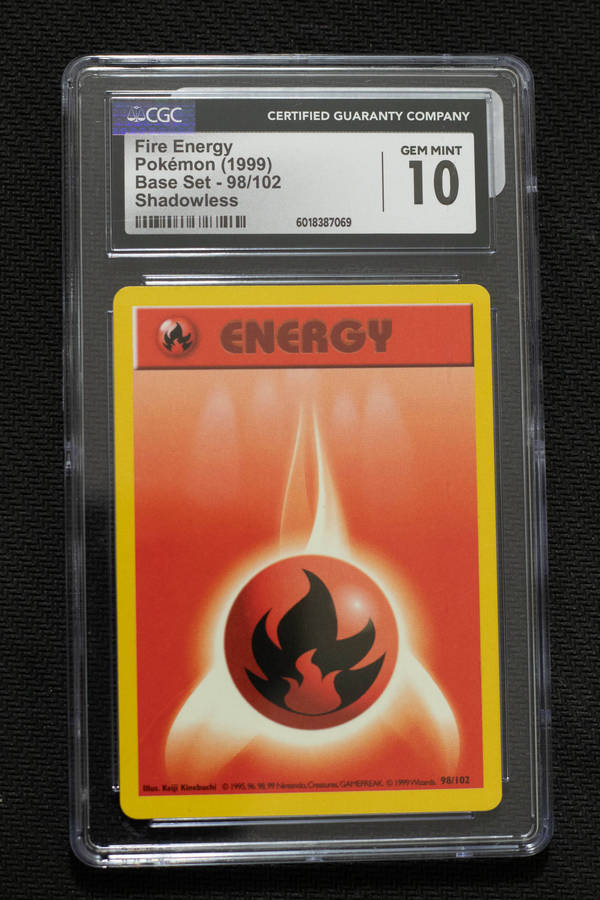 CGC
CERTIFIED GUARANTY COMPANY
Fire Energy
Pokémon (1999)
Base Set - 98/102
Shadowless
GEM MINT
10
6018387069
ENERGY
Illus. Keiji Kinebuchi © 1995, 96, 98, 99 Nintendo, Creatures, GAMEFREAK. © 1999 Wizards. 98/102